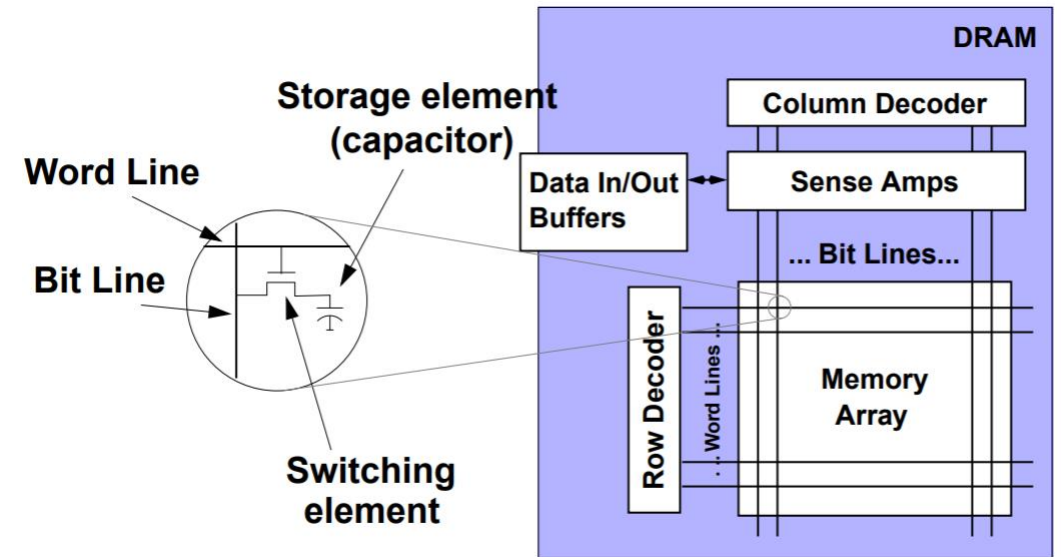 DRAM
Storage element
(capacitor)
Column Decoder
Word Line
Data In/Out
Buffers
Sense Amps
... Bit Lines...
Bit Line
Row Decoder
... Word Lines ...
Memory
Array
Switching
element